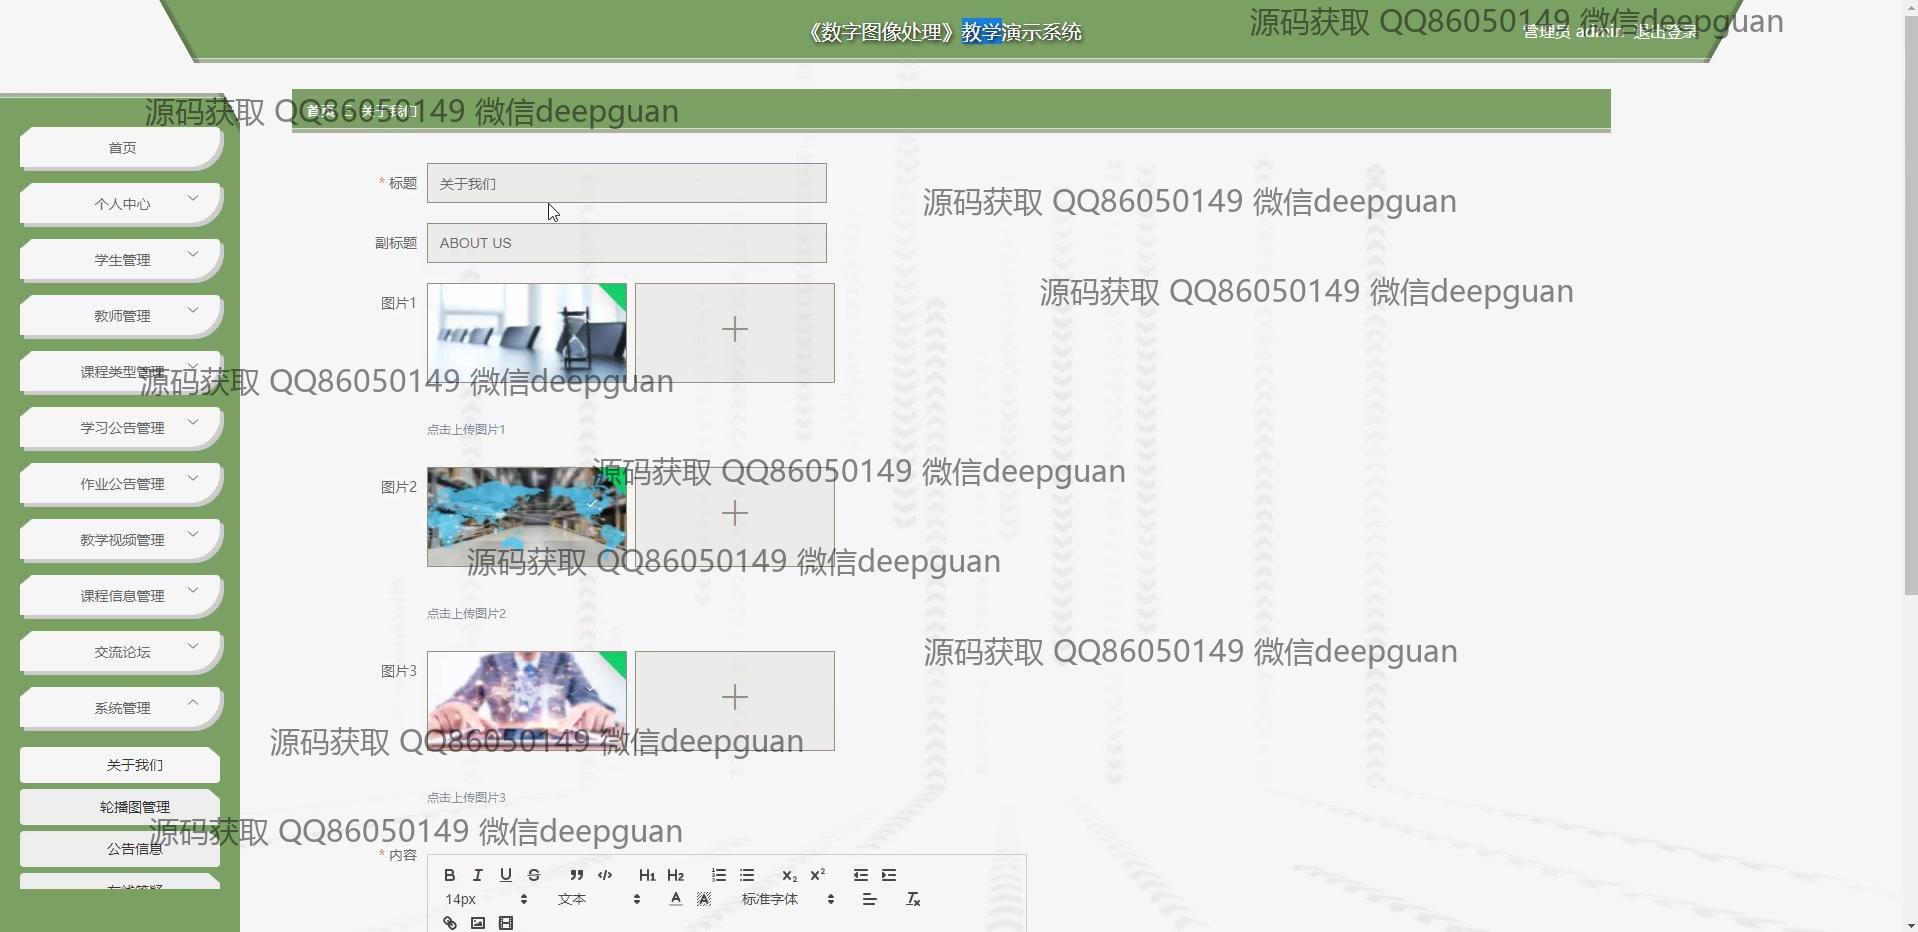 《数字图像处理》教学演示系统
源码获取 QQ86050149 微信deepguan
管理员 admin 退出登录
源码获取 QQ86050149 微信deepguan
首页 关于我们
首页
个人中心
学生管理
教师管理
课程类型管理
学习公告管理
作业公告管理
教学视频管理
课程信息管理
交流论坛
系统管理
关于我们
轮播图管理
公告信息
在线答疑
* 标题
关于我们
源码获取 QQ86050149 微信deepguan
副标题
ABOUT US
源码获取 QQ86050149 微信deepguan
图片1
源码获取 QQ86050149 微信deepguan
点击上传图片1
源码获取 QQ86050149 微信deepguan
图片2
源码获取 QQ86050149 微信deepguan
点击上传图片2
源码获取 QQ86050149 微信deepguan
图片3
源码获取 QQ86050149 微信deepguan
点击上传图片3
源码获取 QQ86050149 微信deepguan
* 内容
B I U S H1 H2 X2 X2
14px 文本 A A 标准字体 Tx